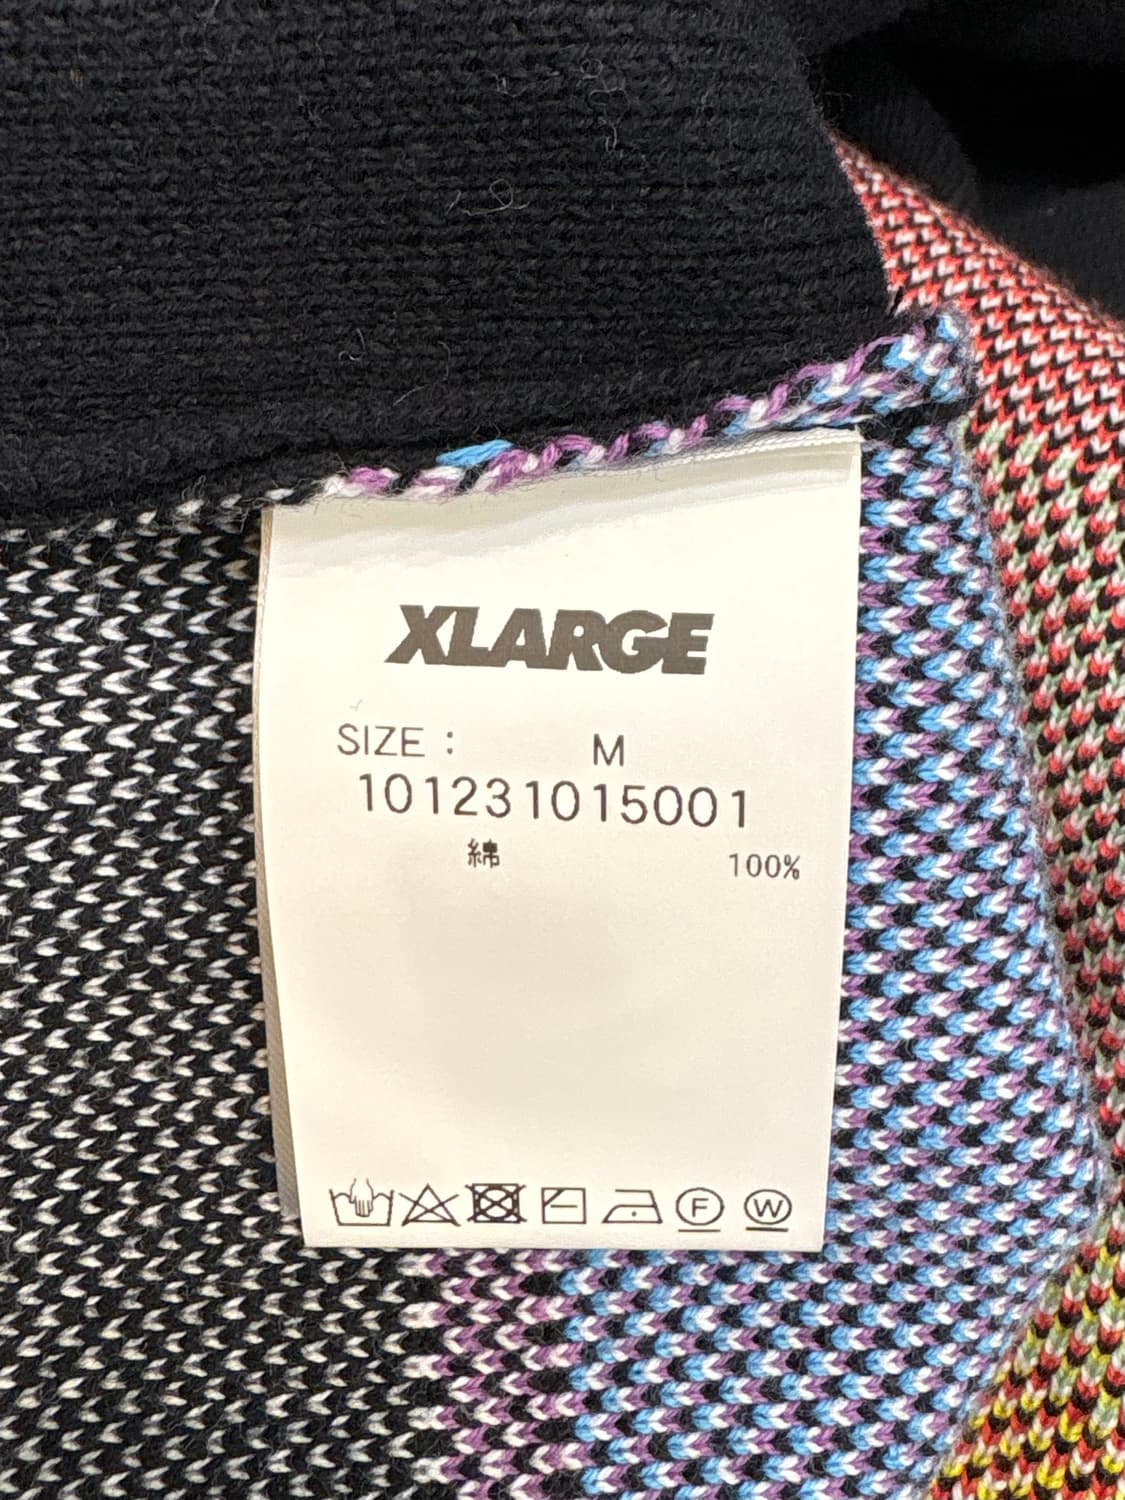 XLARGE
SIZE : M
101231015001
綿 100%
F W